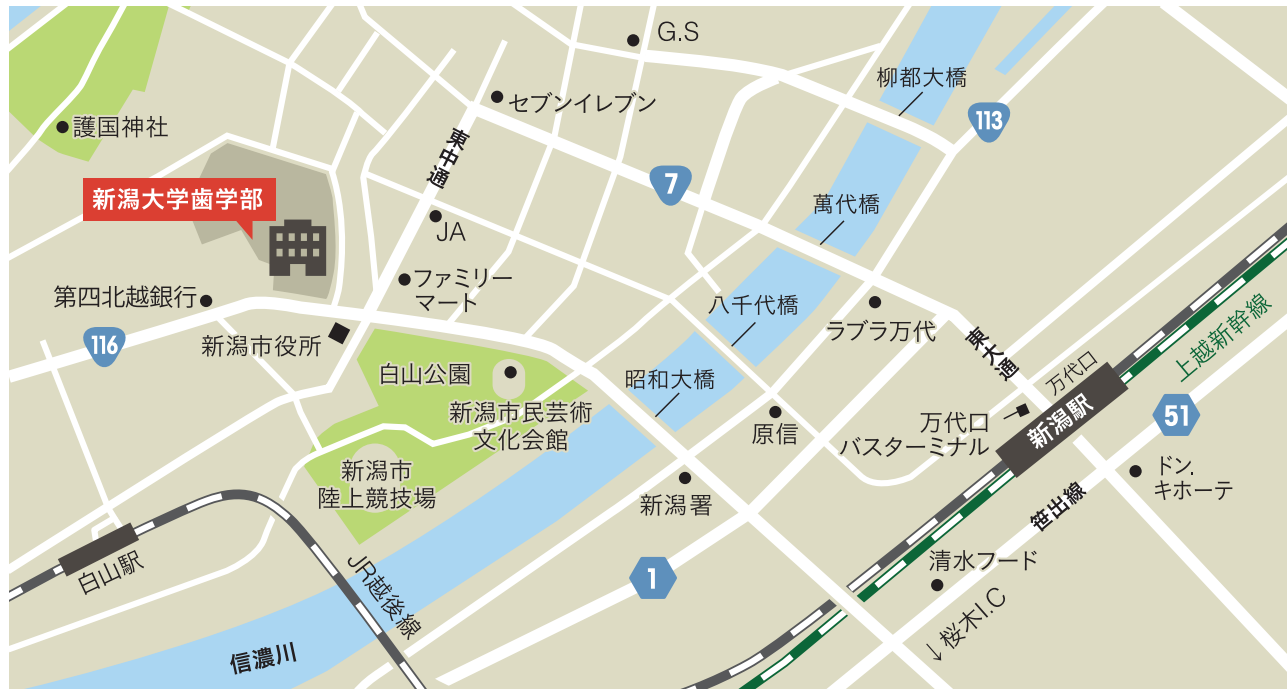 G.S
柳都大橋
セブンイレブン
113
護国神社
東中通
7
新潟大学歯学部
萬代橋
JA
ファミリー
マート
第四北越銀行
八千代橋
ラブラ万代
上越新幹線
116
新潟市役所
東大通
万代口
白山公園
昭和大橋
新潟市民芸術
文化会館
原信
万代口
バスターミナル
新潟駅
51
新潟市
陸上競技場
新潟署
ドン.
キホーテ
笹出線
白山駅
JR越後線
1
清水フード
↓桜木I.C
信濃川